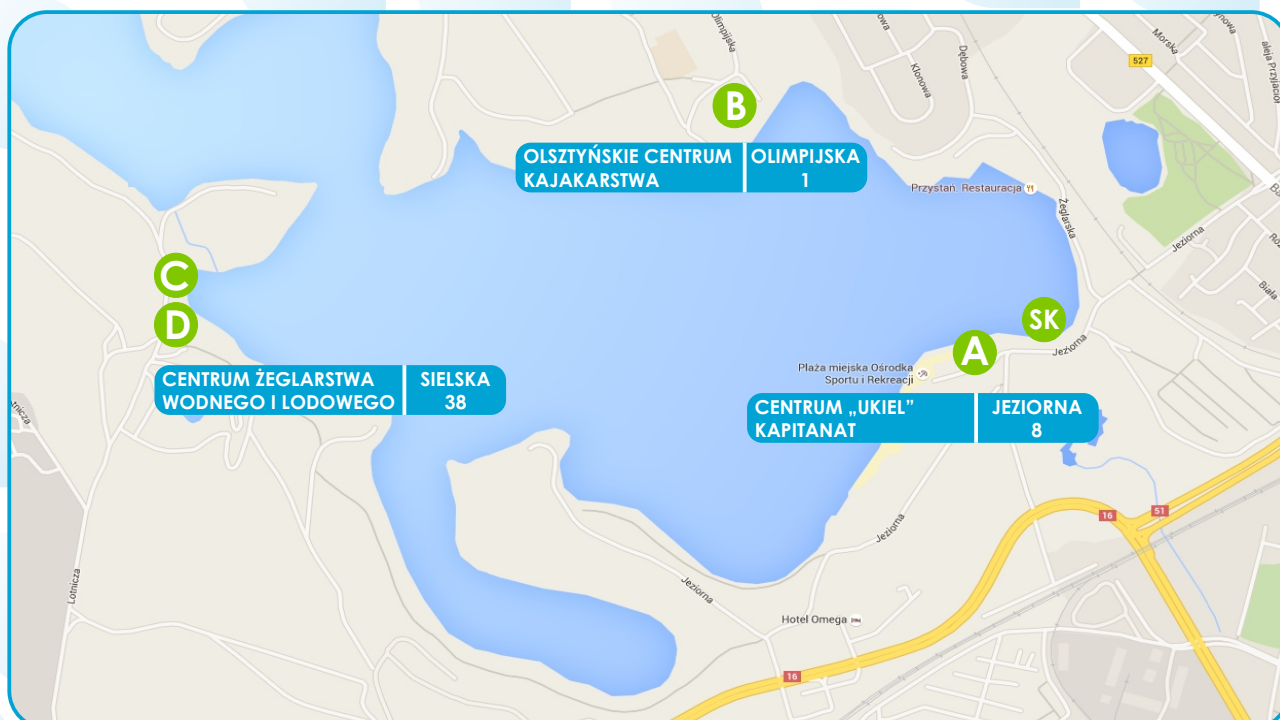 Olimpijska
Klonowa
Dębowa
Morska
527
B
OLSZTYŃSKIE CENTRUM
KAJAKARSTWA
OLIMPIJSKA
1
Przystań. Restauracja
Żeglarska
Jeziorna
Biała
C
D
SK
A
Jeziorna
Plaża miejska Ośrodka
Sportu i Rekreacji
CENTRUM ŻEGLARSTWA
WODNEGO I LODOWEGO
SIELSKA
38
CENTRUM „UKIEL”
KAPITANAT
JEZIORNA
8
16
51
Jeziorna
Lotnicza
Jeziorna
Hotel Omega
16